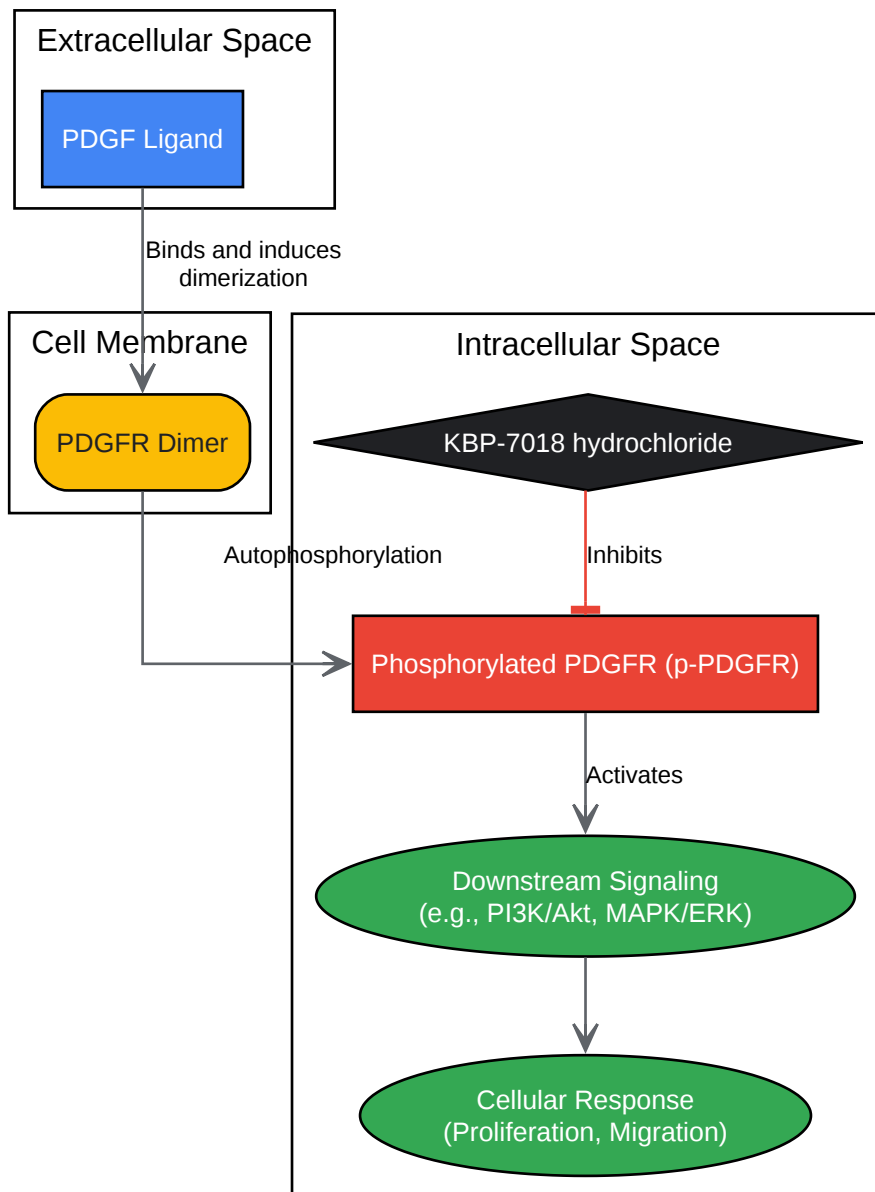 Extracellular Space
PDGF Ligand
Binds and induces
dimerization
Cell Membrane
PDGFR Dimer
Intracellular Space
KBP-7018 hydrochloride
Autophosphorylation
Inhibits
Phosphorylated PDGFR (p-PDGFR)
Activates
Downstream Signaling
(e.g., PI3K/Akt, MAPK/ERK)
Cellular Response
(Proliferation, Migration)